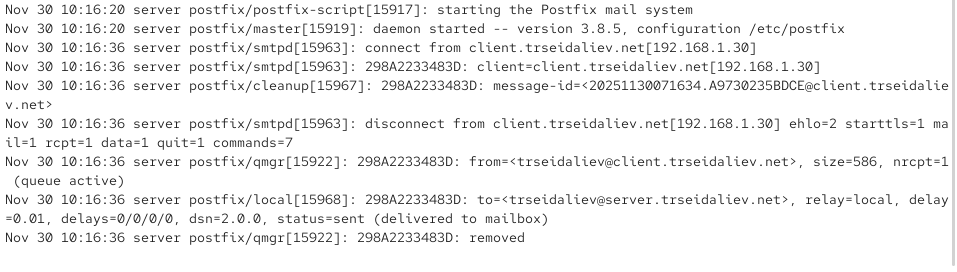 Nov 30 10:16:20 server postfix/postfix-script[15917]: starting the Postfix mail system
Nov 30 10:16:20 server postfix/master[15919]: daemon started -- version 3.8.5, configuration /etc/postfix
Nov 30 10:16:36 server postfix/smtpd[15963]: connect from client.trseidaliev.net[192.168.1.30]
Nov 30 10:16:36 server postfix/smtpd[15963]: 298A2233483D: client=client.trseidaliev.net[192.168.1.30]
Nov 30 10:16:36 server postfix/cleanup[15967]: 298A2233483D: message-id=<20251130071634.A9730235BDCE@client.trseidalie
v.net>
Nov 30 10:16:36 server postfix/smtpd[15963]: disconnect from client.trseidaliev.net[192.168.1.30] ehlo=2 starttls=1 ma
il=1 rcpt=1 data=1 quit=1 commands=7
Nov 30 10:16:36 server postfix/qmgr[15922]: 298A2233483D: from=<trseidaliev@client.trseidaliev.net>, size=586, nrcpt=1
 (queue active)
Nov 30 10:16:36 server postfix/local[15968]: 298A2233483D: to=<trseidaliev@server.trseidaliev.net>, relay=local, delay
=0.01, delays=0/0/0/0, dsn=2.0.0, status=sent (delivered to mailbox)
Nov 30 10:16:36 server postfix/qmgr[15922]: 298A2233483D: removed